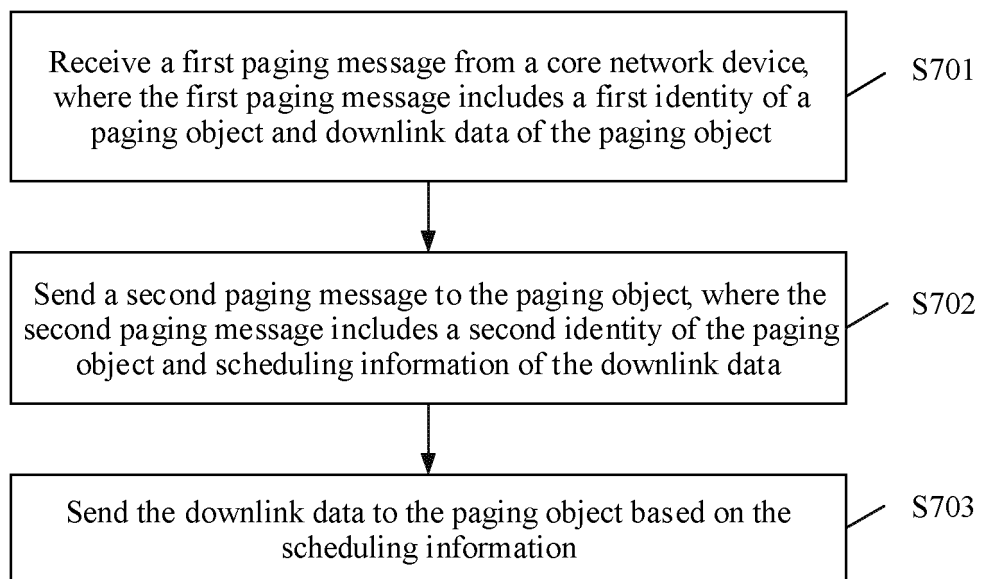 Receive a first paging message from a core network device,
where the first paging message includes a first identity of a
paging object and downlink data of the paging object
S701
Send a second paging message to the paging object, where the
second paging message includes a second identity of the paging
object and scheduling information of the downlink data
S702
Send the downlink data to the paging object based on the
scheduling information
S703